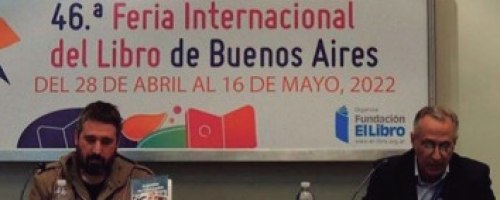 46.ª Feria Internacional
del Libro de Buenos Aires
DEL 28 DE ABRIL AL 16 DE MAYO, 2022
Organiza
Fundación
El Libro